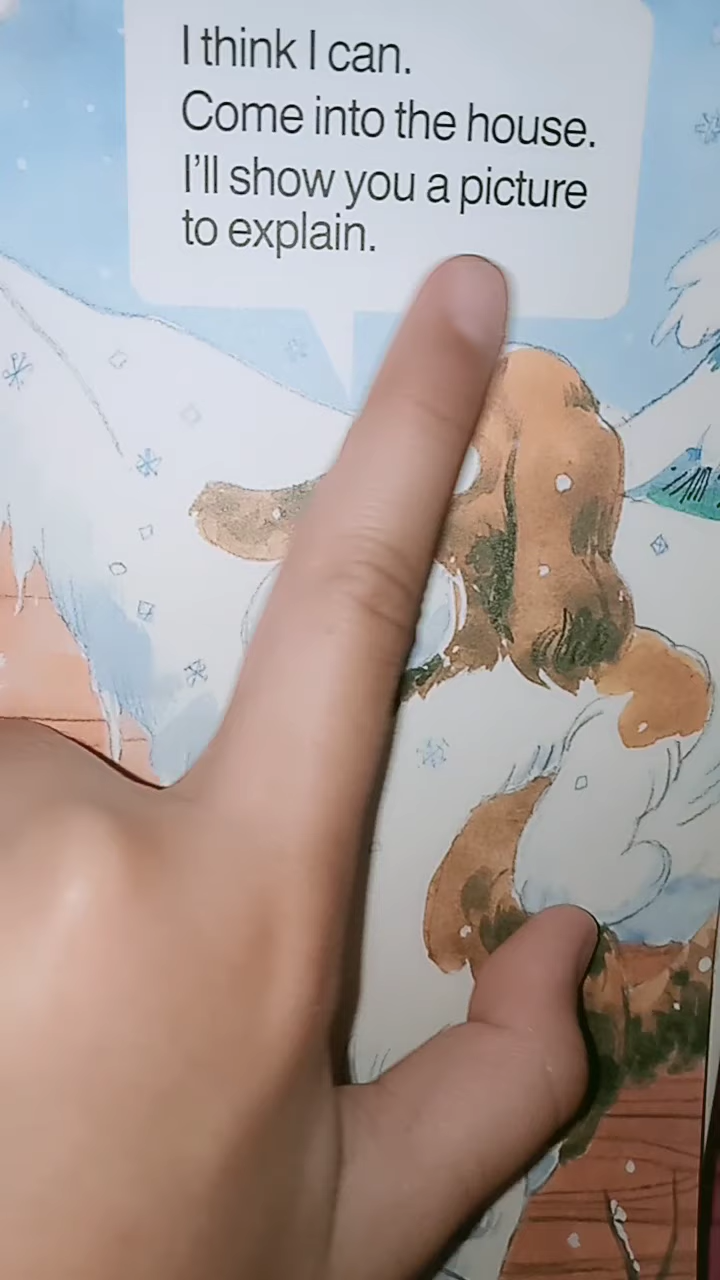 I think I can.
Come into the house.
I'll show you a picture
to explain.